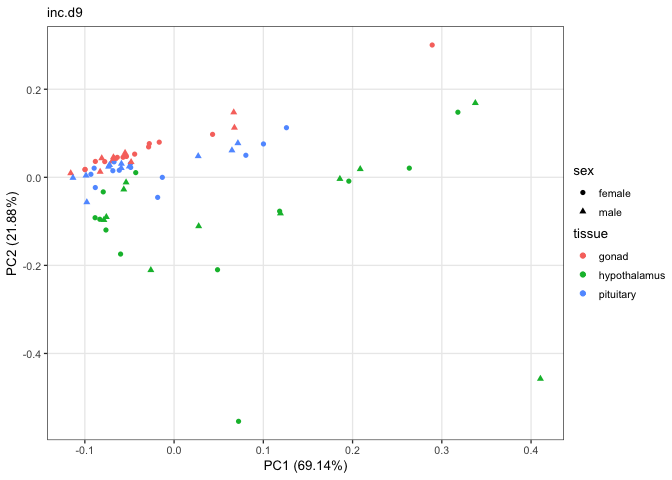 inc.d9
0.2
0.0
-0.2
-0.4
PC2 (21.88%)
-0.1
0.0
0.1
0.2
0.3
0.4
PC1 (69.14%)
sex
female
male
tissue
gonad
hypothalamus
pituitary